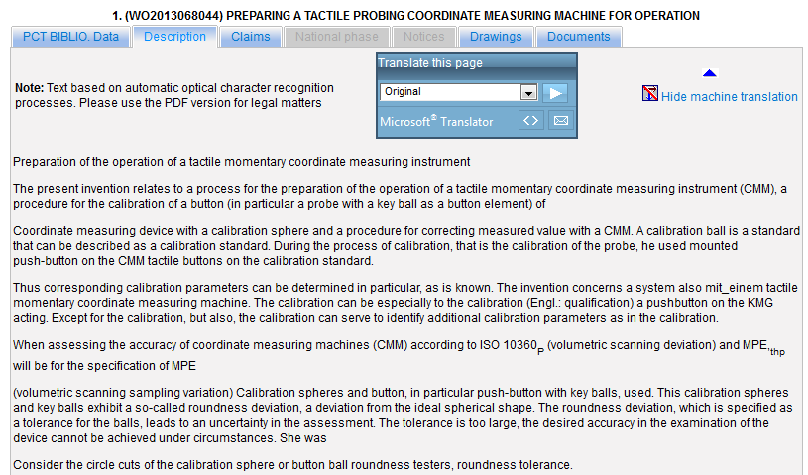 1. (WO2013068044) PREPARING A TACTILE PROBING COORDINATE MEASURING MACHINE FOR OPERATION
PCT BIBLIO. Data Description Claims National phase Notices Drawings Documents
Translate this page
Note: Text based on automatic optical character recognition
processes. Please use the PDF version for legal matters
Original
Hide machine translation
Microsoft® Translator <>
Preparation of the operation of a tactile momentary coordinate measuring instrument
The present invention relates to a process for the preparation of the operation of a tactile momentary coordinate measuring instrument (CMM), a
procedure for the calibration of a button (in particular a probe with a key ball as a button element) of
Coordinate measuring device with a calibration sphere and a procedure for correcting measured value with a CMM. A calibration ball is a standard
that can be described as a calibration standard. During the process of calibration, that is the calibration of the probe, he used mounted
push-button on the CMM tactile buttons on the calibration standard.
Thus corresponding calibration parameters can be determined in particular, as is known. The invention concerns a system also mit_einem tactile
momentary coordinate measuring machine. The calibration can be especially to the calibration (Engl.: qualification) a pushbutton on the KMG
acting. Except for the calibration, but also, the calibration can serve to identify additional calibration parameters as in the calibration.
When assessing the accuracy of coordinate measuring machines (CMM) according to ISO 10360P (volumetric scanning deviation) and MPE,thp
will be for the specification of MPE
(volumetric scanning sampling variation) Calibration spheres and button, in particular push-button with key balls, used. This calibration spheres
and key balls exhibit a so-called roundness deviation, a deviation from the ideal spherical shape. The roundness deviation, which is specified as
a tolerance for the balls, leads to an uncertainty in the assessment. The tolerance is too large, the desired accuracy in the examination of the
device cannot be achieved under circumstances. She was
Consider the circle cuts of the calibration sphere or button ball roundness testers, roundness tolerance.